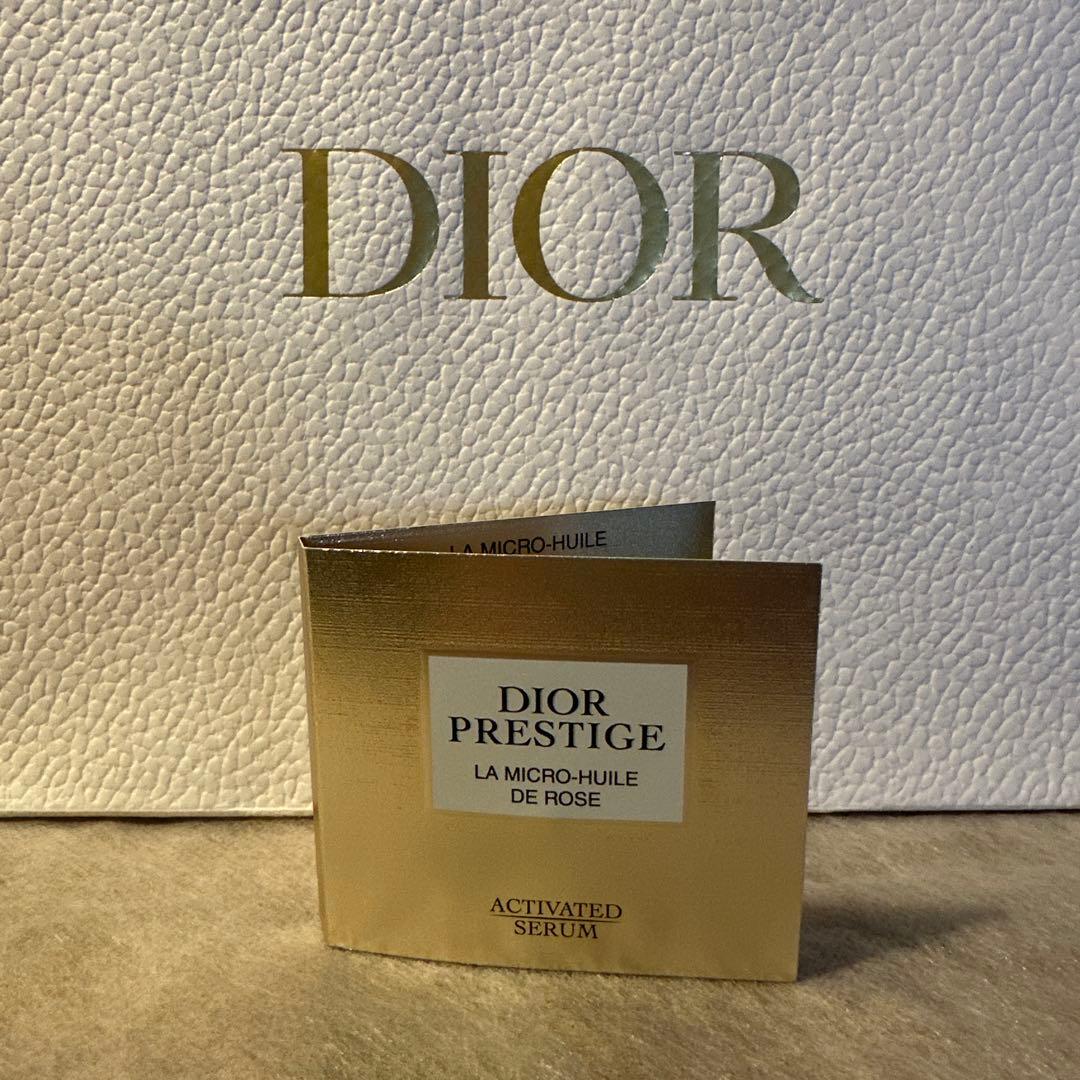 DIOR
LA MICRO-HUILE
DIOR
PRESTIGE
LA MICRO-HUILE
DE ROSE
ACTIVATED
SERUM